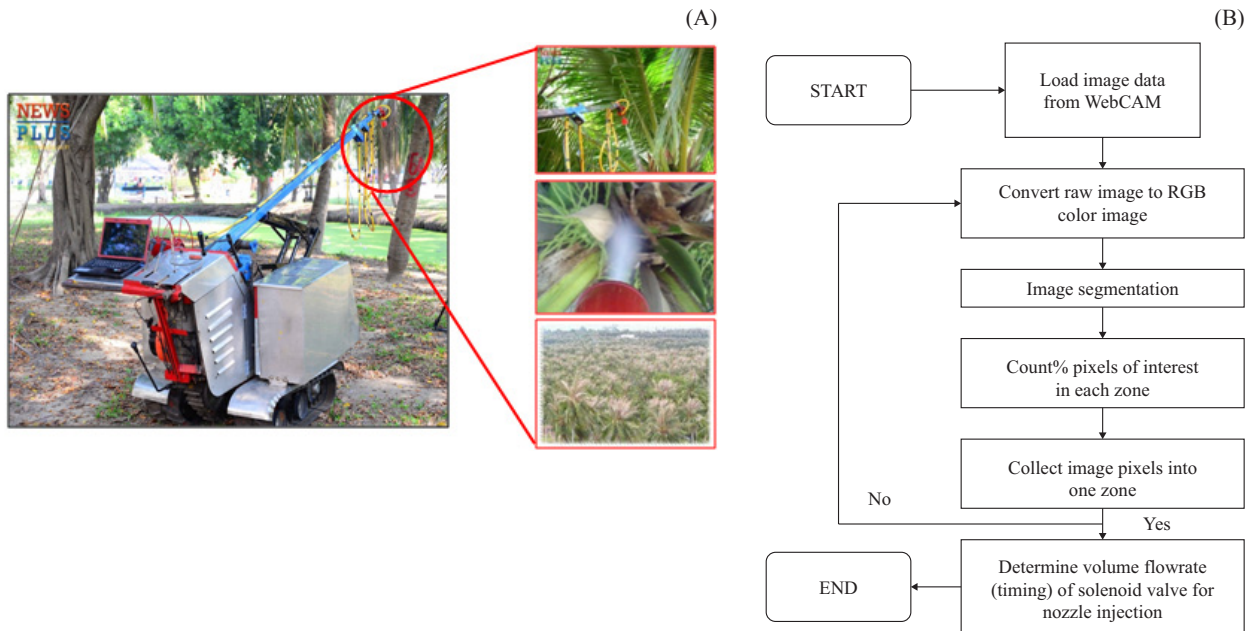 (A)
NEWS
PLUS
(B)
START
Load image data
from WebCAM
Convert raw image to RGB
color image
Image segmentation
Count% pixels of interest
in each zone
Collect image pixels into
one zone
No
Yes
END
Determine volume flowrate
(timing) of solenoid valve for
nozzle injection